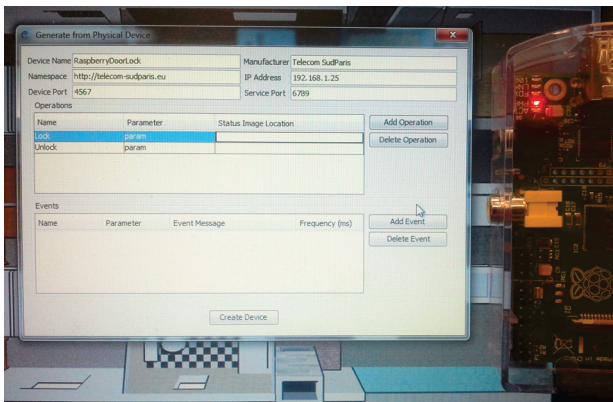 Generate from Physical Device
Device Name RaspberryDoorLock Manufacturer Telecom SudParis
Namespace http://telecom-sudparis.eu IP Address 192.168.1.25
Device Port 4567 Service Port 6789
Operations
Name Parameter Status Image Location Add Operation
Lock param Delete Operation
Unlock param
Events
Name Parameter Event Message Frequency (ms) Add Event
Delete Event
Create Device